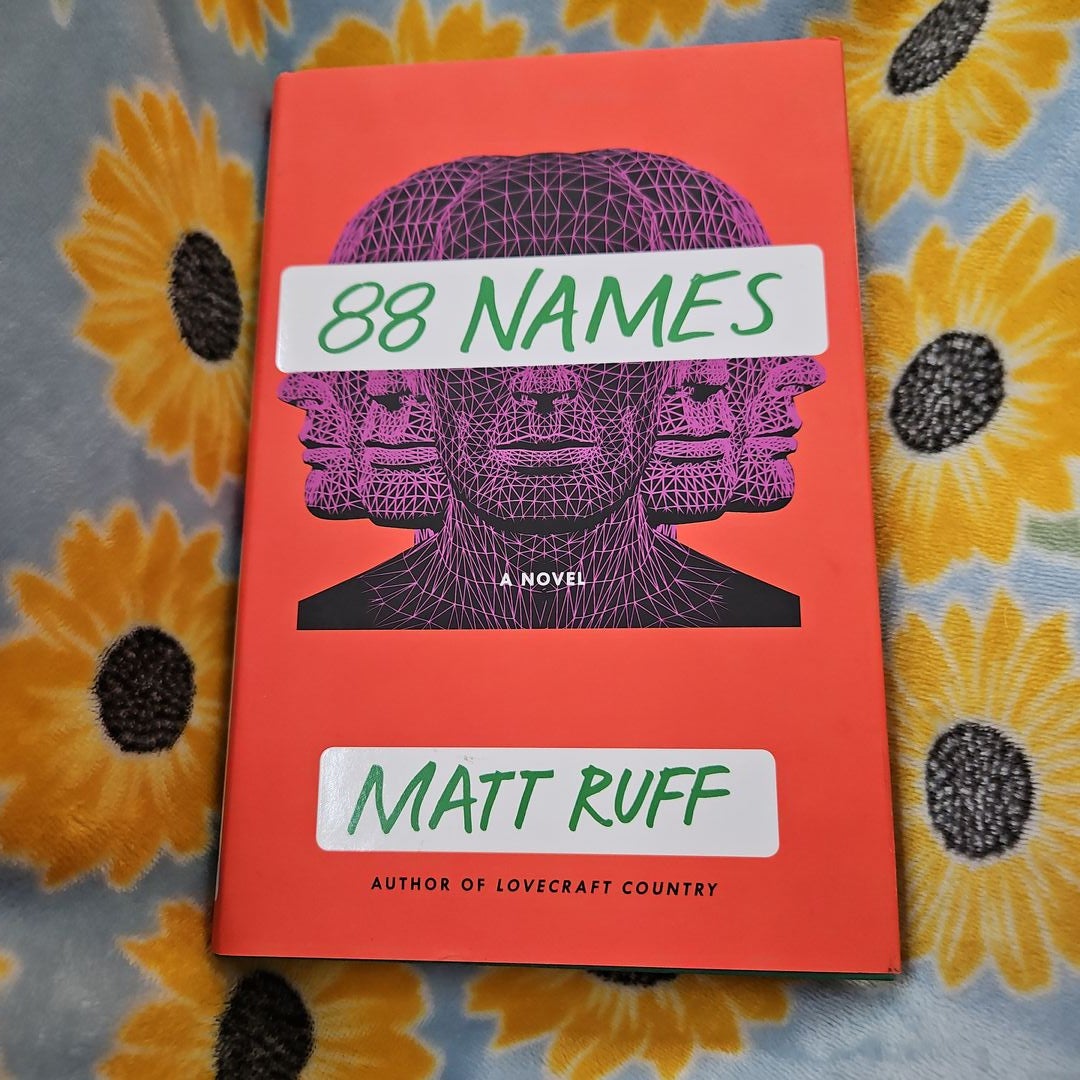 88 NAMES
A NOVEL
MATT RUFF
AUTHOR OF LOVECRAFT COUNTRY